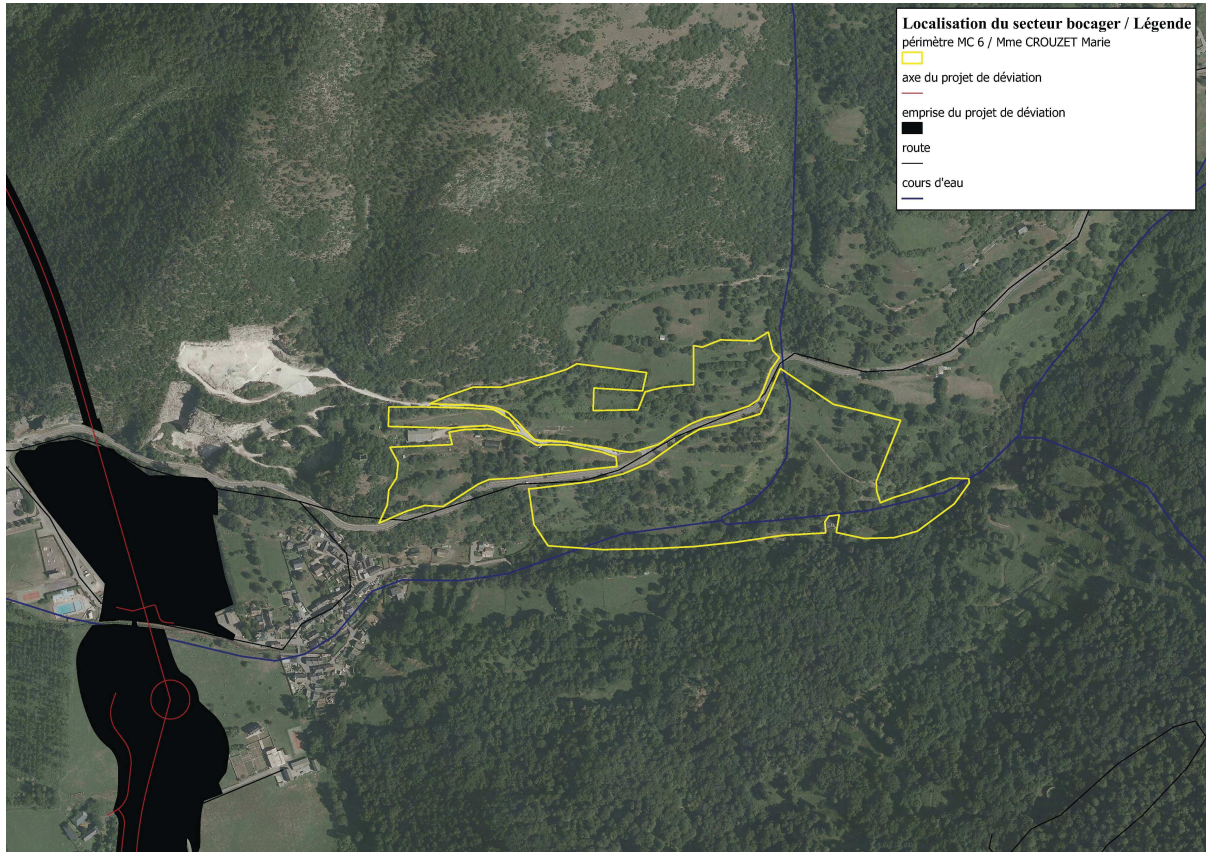 Localisation du secteur bocager / Légende
périmètre MC 6 / Mme CROUZET Marie
axe du projet de déviation
emprise du projet de déviation
route
cours d'eau